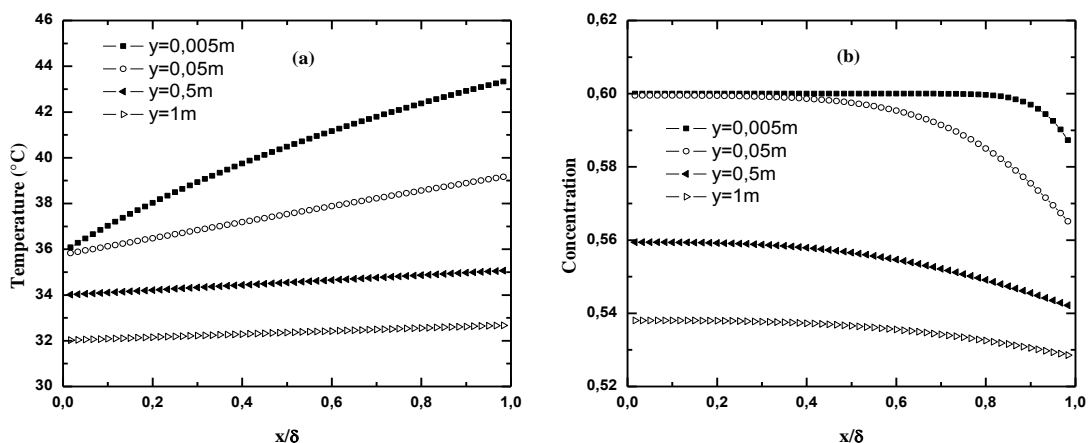 46
44
42
40
38
36
34
32
30
Temperature (°C)
y=0,005m
y=0,05m
y=0,5m
y=1m
(a)
0,0 0,2 0,4 0,6 0,8 1,0
x/δ
0,62
0,60
0,58
0,56
0,54
0,52
Concentration
(b)
y=0,005m
y=0,05m
y=0,5m
y=1m
0,0 0,2 0,4 0,6 0,8 1,0
x/δ